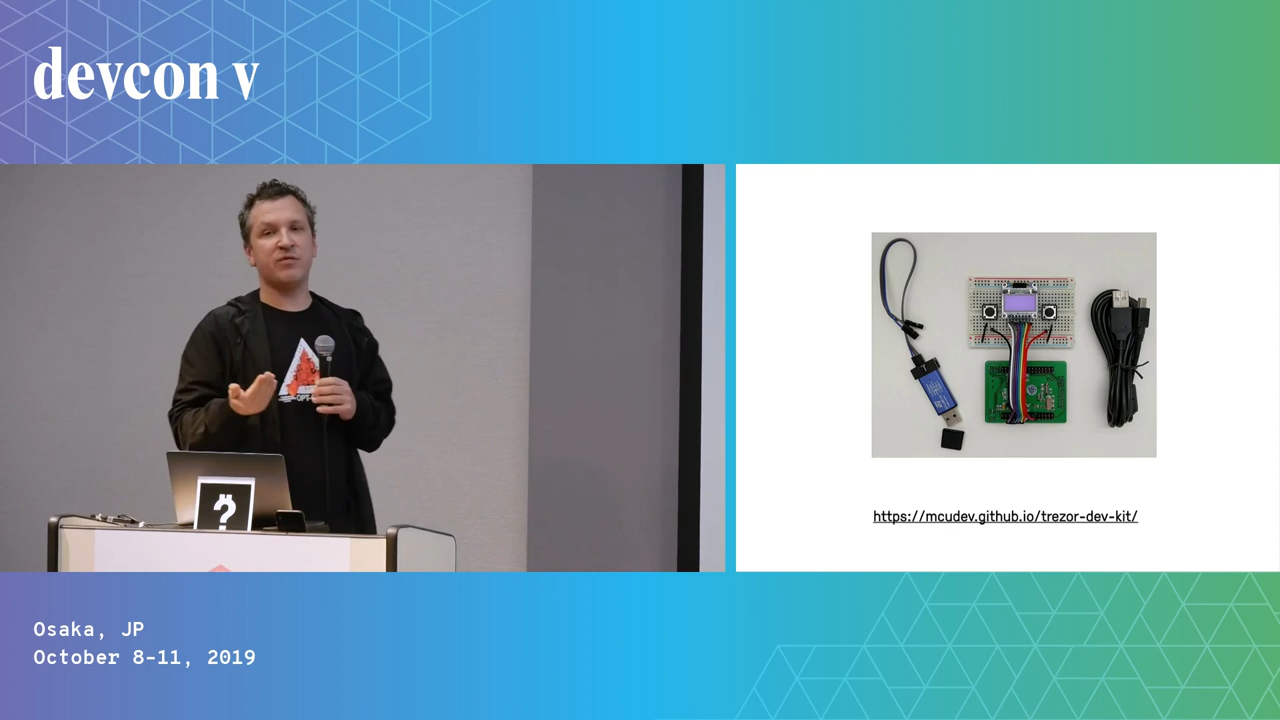 devcon v
?
https://mcudev.github.io/trezor-dev-kit/
Osaka, JP
October 8-11, 2019